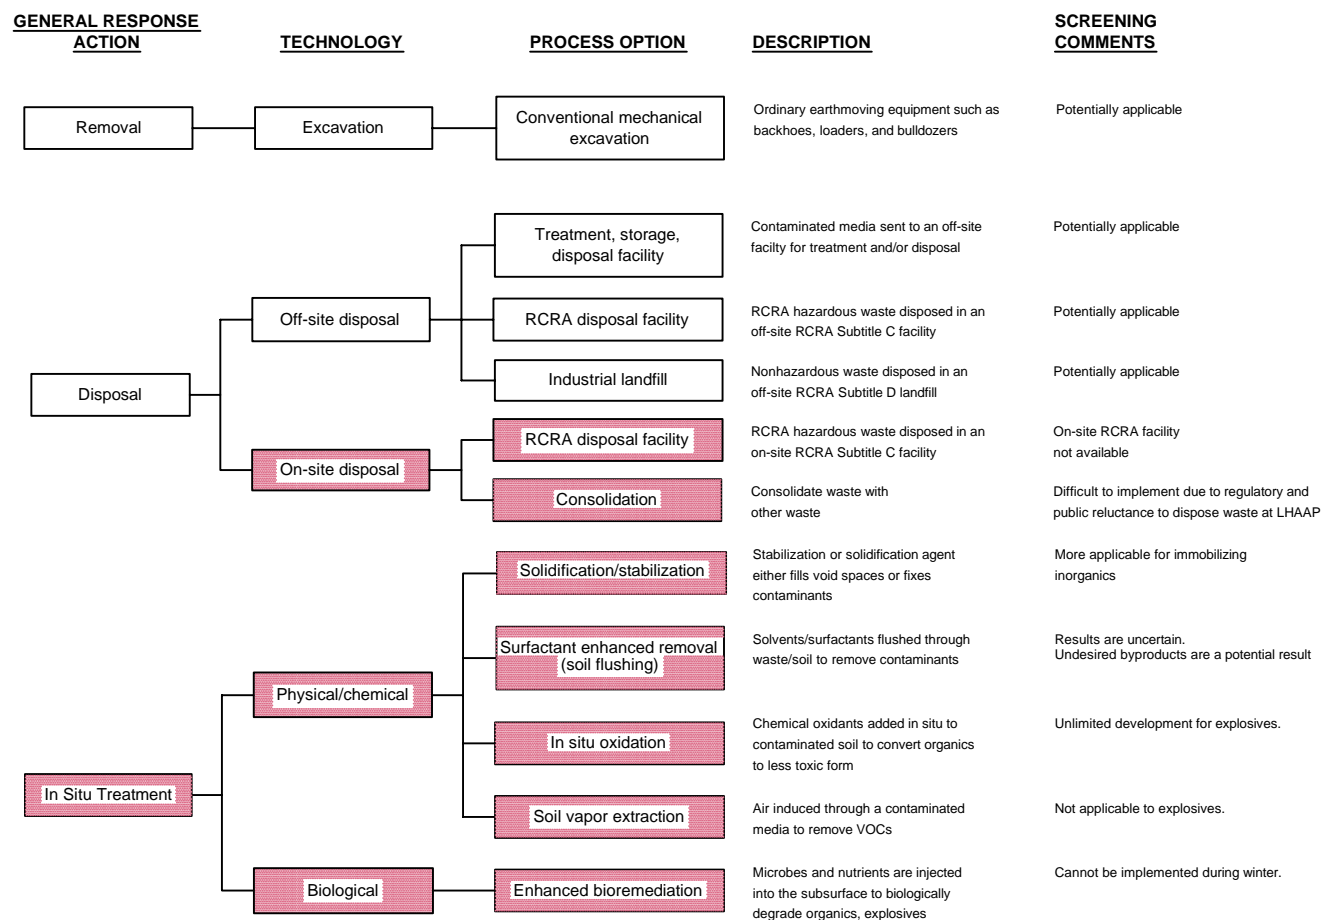 GENERAL RESPONSE
ACTION
TECHNOLOGY
PROCESS OPTION
DESCRIPTION
SCREENING
COMMENTS
Removal
Excavation
Conventional mechanical
excavation
Ordinary earthmoving equipment such as
backhoes, loaders, and bulldozers
Potentially applicable
Disposal
Off-site disposal
Treatment, storage,
disposal facility
Contaminated media sent to an off-site
facilty for treatment and/or disposal
Potentially applicable
RCRA disposal facility
RCRA hazardous waste disposed in an
off-site RCRA Subtitle C facility
Potentially applicable
Industrial landfill
Nonhazardous waste disposed in an
off-site RCRA Subtitle D landfill
Potentially applicable
On-site disposal
RCRA disposal facility
RCRA hazardous waste disposed in an
on-site RCRA Subtitle C facility
On-site RCRA facility
not available
Consolidation
Consolidate waste with
other waste
Difficult to implement due to regulatory and
public reluctance to dispose waste at LHAAP
In Situ Treatment
Physical/chemical
Solidification/stabilization
Stabilization or solidification agent
either fills void spaces or fixes
contaminants
More applicable for immobilizing
inorganics
Surfactant enhanced removal
(soil flushing)
Solvents/surfactants flushed through
waste/soil to remove contaminants
Results are uncertain.
Undesired byproducts are a potential result
In situ oxidation
Chemical oxidants added in situ to
contaminated soil to convert organics
to less toxic form
Unlimited development for explosives.
Soil vapor extraction
Air induced through a contaminated
media to remove VOCs
Not applicable to explosives.
Biological
Enhanced bioremediation
Microbes and nutrients are injected
into the subsurface to biologically
degrade organics, explosives
Cannot be implemented during winter.